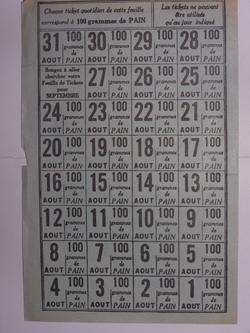 Chaque ticket quotidien de cette feuille
correspond à 100 grammes de PAIN
Les tickets ne peuvent
être utilisés
qu'au jour indiqué
31 AOUT 100 grammes de PAIN 30 AOUT 100 grammes de PAIN 29 AOUT 100 grammes de PAIN 28 AOUT 100 grammes de PAIN
Songez à aller
chercher votre
Feuille de Tickets
pour
SEPTEMBRE
27 AOUT 100 grammes de PAIN 26 AOUT 100 grammes de PAIN 25 AOUT 100 grammes de PAIN
24 AOUT 100 grammes de PAIN 23 AOUT 100 grammes de PAIN 22 AOUT 100 grammes de PAIN 21 AOUT 100 grammes de PAIN
20 AOUT 100 grammes de PAIN 19 AOUT 100 grammes de PAIN 18 AOUT 100 grammes de PAIN 17 AOUT 100 grammes de PAIN
16 AOUT 100 grammes de PAIN 15 AOUT 100 grammes de PAIN 14 AOUT 100 grammes de PAIN 13 AOUT 100 grammes de PAIN
12 AOUT 100 grammes de PAIN 11 AOUT 100 grammes de PAIN 10 AOUT 100 grammes de PAIN 9 AOUT 100 grammes de PAIN
8 AOUT 100 grammes de PAIN 7 AOUT 100 grammes de PAIN 6 AOUT 100 grammes de PAIN 5 AOUT 100 grammes de PAIN
4 AOUT 100 grammes de PAIN 3 AOUT 100 grammes de PAIN 2 AOUT 100 grammes de PAIN 1 AOUT 100 grammes de PAIN